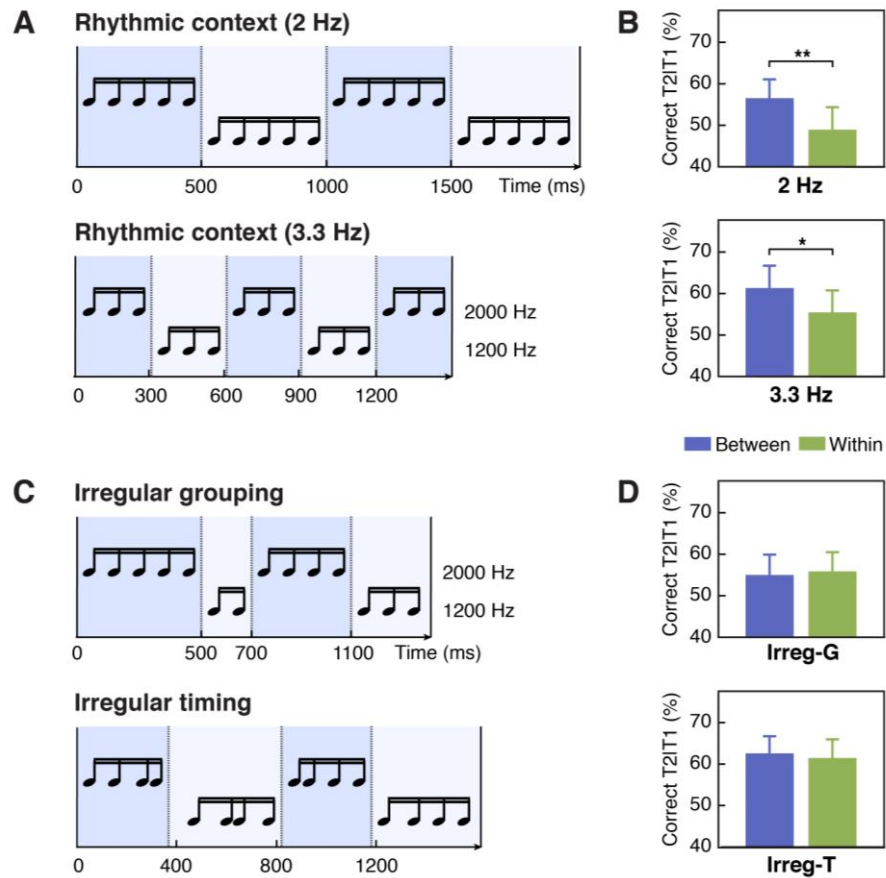 A
Rhythmic context (2 Hz)
0 500 1000 1500 Time (ms)
Rhythmic context (3.3 Hz)
2000 Hz
1200 Hz
0 300 600 900 1200
B
Correct T2|T1 (%)
70
60
50
40
**
2 Hz
Correct T2|T1 (%)
70
60
50
40
*
3.3 Hz
Between Within
C
Irregular grouping
2000 Hz
1200 Hz
0 500 700 1100 Time (ms)
Irregular timing
0 400 800 1200
D
Correct T2|T1 (%)
70
60
50
40
Irreg-G
Correct T2|T1 (%)
70
60
50
40
Irreg-T